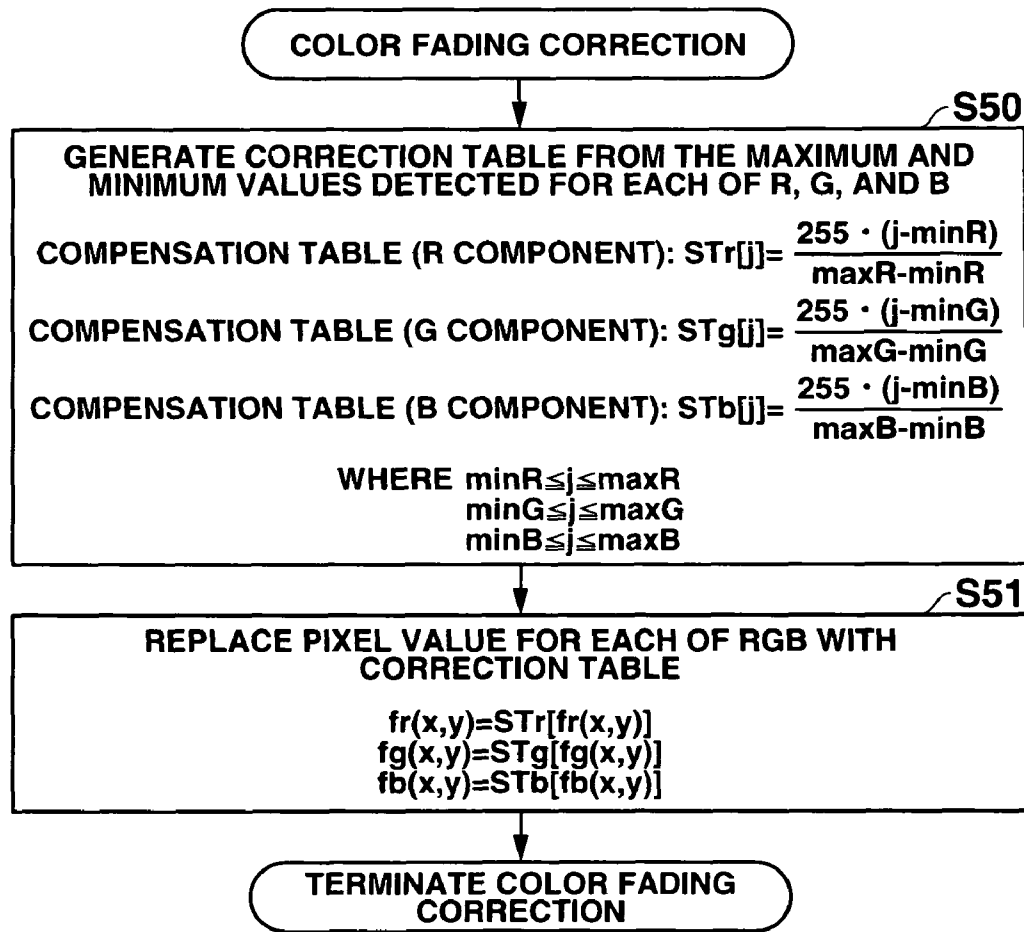 COLOR FADING CORRECTION
S50
GENERATE CORRECTION TABLE FROM THE MAXIMUM AND
MINIMUM VALUES DETECTED FOR EACH OF R, G, AND B
COMPENSATION TABLE (R COMPONENT): STr[j]= 255 · (j-minR) / maxR-minR
COMPENSATION TABLE (G COMPONENT): STg[j]= 255 · (j-minG) / maxG-minG
COMPENSATION TABLE (B COMPONENT): STb[j]= 255 · (j-minB) / maxB-minB
WHERE minR≦j≦maxR
minG≦j≦maxG
minB≦j≦maxB
S51
REPLACE PIXEL VALUE FOR EACH OF RGB WITH
CORRECTION TABLE
fr(x,y)=STr[fr(x,y)]
fg(x,y)=STg[fg(x,y)]
fb(x,y)=STb[fb(x,y)]
TERMINATE COLOR FADING
CORRECTION